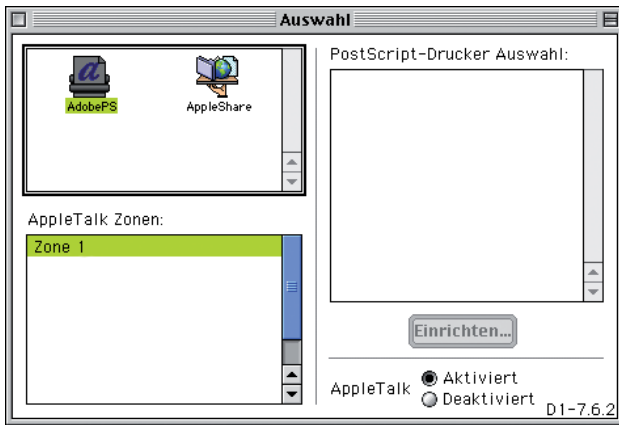 Auswahl
AdobePS
AppleShare
AppleTalk Zonen:
Zone 1
PostScript-Drucker Auswahl:
Einrichten...
AppleTalk
Aktiviert
Deaktiviert
D1-7.6.2